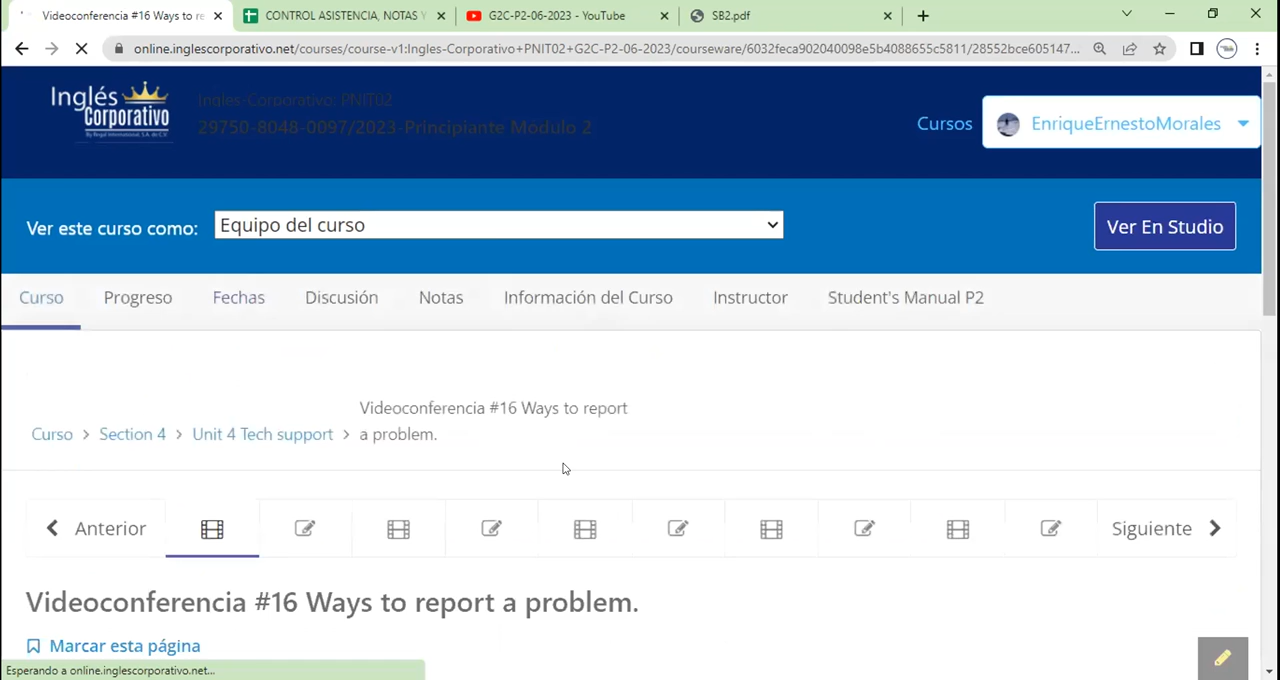 Videoconferencia #16 Ways to re
CONTROL ASISTENCIA, NOTAS Y
G2C-P2-06-2023 - YouTube
SB2.pdf
online.inglescorporativo.net/courses/course-v1:Ingles-Corporativo+PNIT02+G2C-P2-06-2023/courseware/6032feca902040098e5b4088655c5811/28552bce605147...
Inglés
Corporativo
By Regal International, S.A. de C.V.
Ingles-Corporativo: PNIT02
29750-8048-0097/2023-Principiante Modulo 2
Cursos
EnriqueErnestoMorales
Ver este curso como:
Equipo del curso
Ver En Studio
Curso
Progreso
Fechas
Discusión
Notas
Información del Curso
Instructor
Student's Manual P2
Videoconferencia #16 Ways to report
Curso > Section 4 > Unit 4 Tech support > a problem.
Anterior
Siguiente
Videoconferencia #16 Ways to report a problem.
Marcar esta página
Esperando a online.inglescorporativo.net...